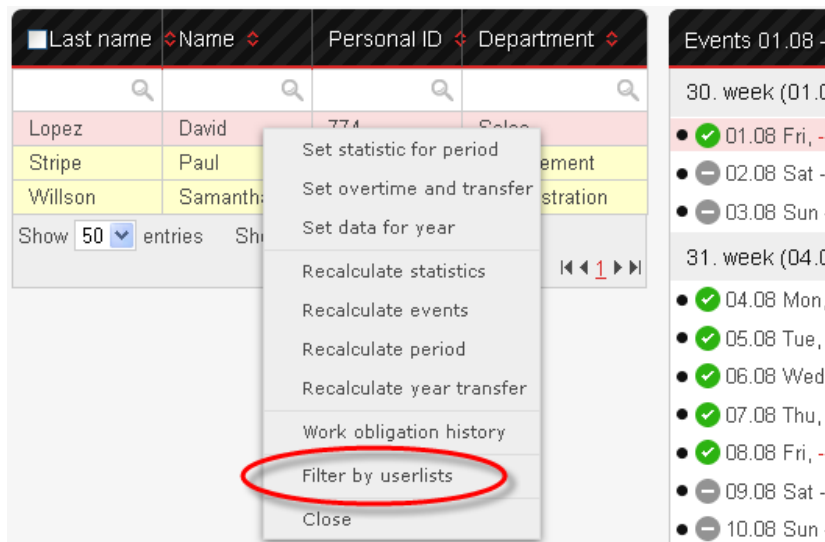 Last name Name Personal ID Department
Lopez David 774 Sales
Stripe Paul ement
Willson Samantha stration
Show 50 entries Sh
1
Set statistic for period
Set overtime and transfer
Set data for year
Recalculate statistics
Recalculate events
Recalculate period
Recalculate year transfer
Work obligation history
Filter by userlists
Close
Events 01.08 -
30. week (01.0
01.08 Fri, -
02.08 Sat -
03.08 Sun
31. week (04.0
04.08 Mon,
05.08 Tue,
06.08 Wed
07.08 Thu,
08.08 Fri, -
09.08 Sat -
10.08 Sun